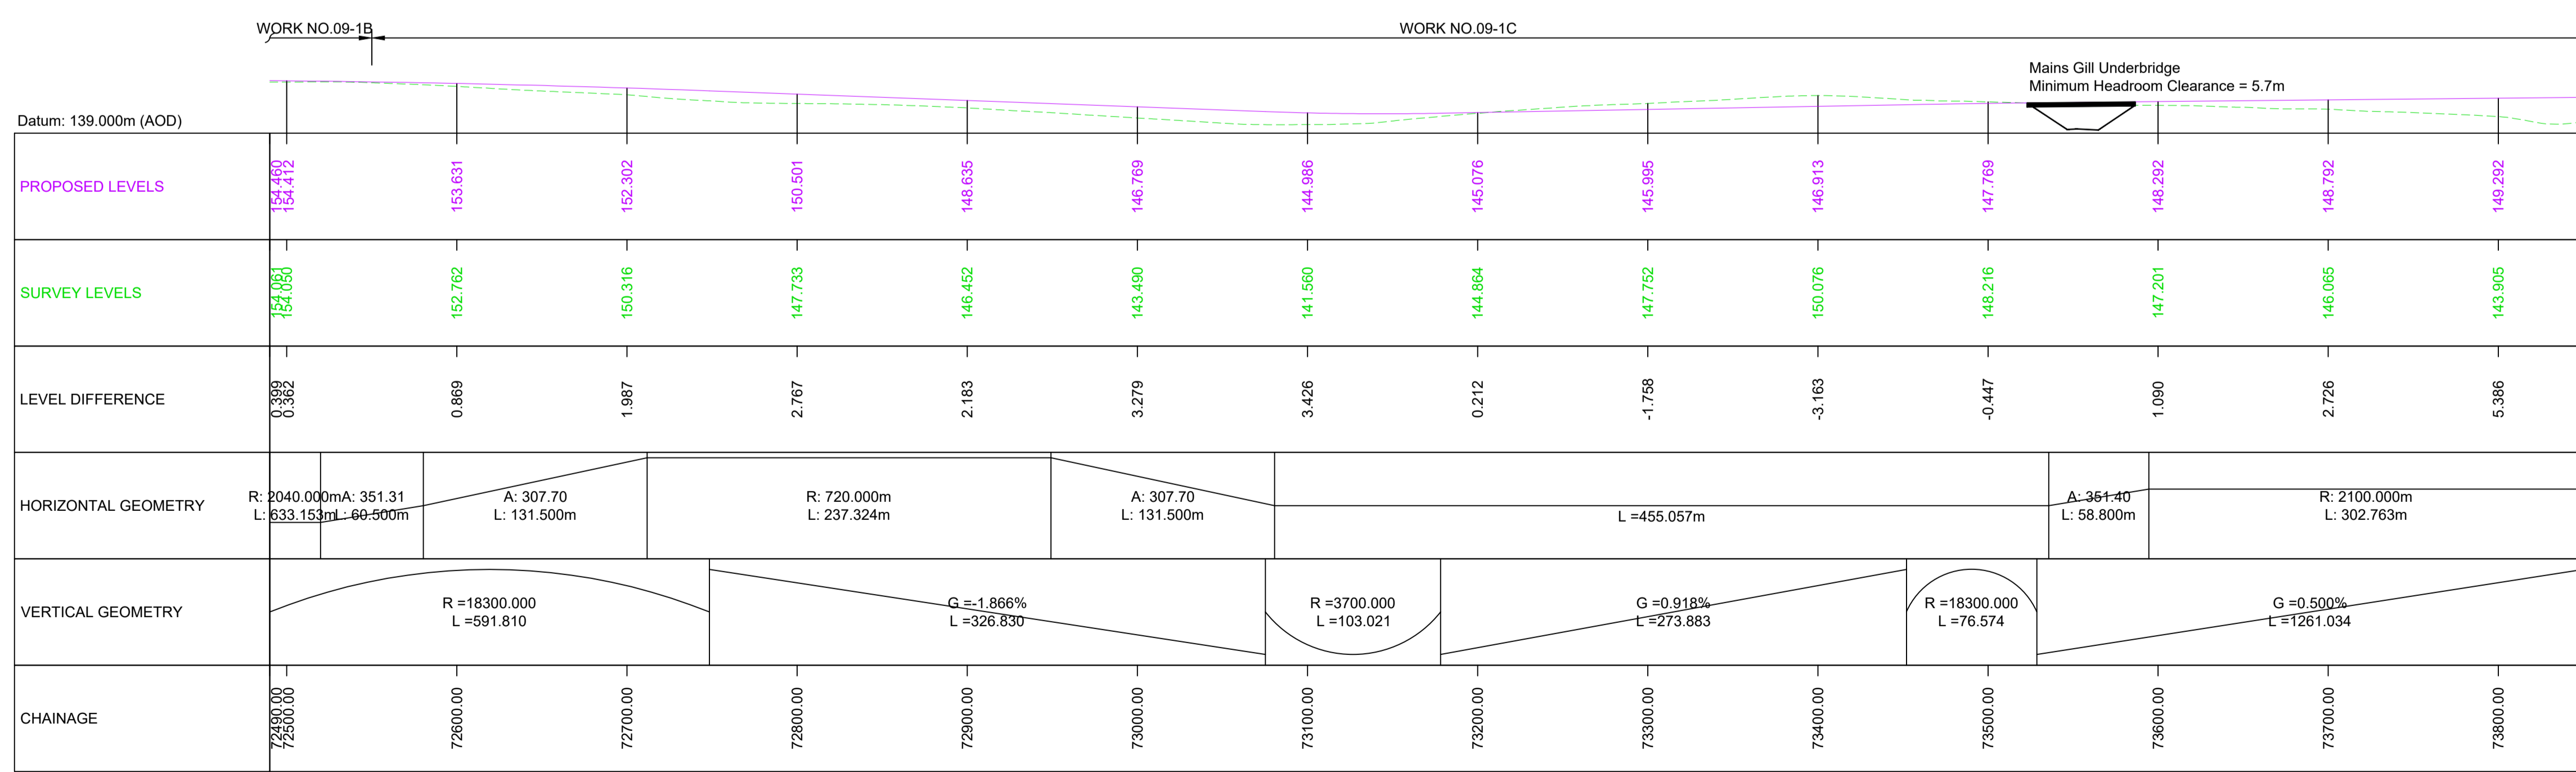 WORK NO.09-1B
WORK NO.09-1C
Mains Gill Underbridge
Minimum Headroom Clearance = 5.7m
Datum: 139.000m (AOD)
PROPOSED LEVELS
154.460 154.412 153.631 152.302 150.501 148.635 146.769 144.986 145.076 145.995 146.913 147.769 148.292 148.792 149.292
SURVEY LEVELS
154.061 154.050 152.762 150.316 147.733 146.452 143.490 141.560 144.864 147.752 150.076 148.216 147.201 146.065 143.905
LEVEL DIFFERENCE
0.399 0.362 0.869 1.987 2.767 2.183 3.279 3.426 0.212 -1.758 -3.163 -0.447 1.090 2.726 5.386
HORIZONTAL GEOMETRY
R: 2040.000m
L: 633.153m
A: 351.31
L: 60.500m
A: 307.70
L: 131.500m
R: 720.000m
L: 237.324m
A: 307.70
L: 131.500m
L =455.057m
A: 351.40
L: 58.800m
R: 2100.000m
L: 302.763m
VERTICAL GEOMETRY
R =18300.000
L =591.810
G =-1.866%
L =326.830
R =3700.000
L =103.021
G =0.918%
L =273.883
R =18300.000
L =76.574
G =0.500%
L =1261.034
CHAINAGE
72490.00 72500.00 72600.00 72700.00 72800.00 72900.00 73000.00 73100.00 73200.00 73300.00 73400.00 73500.00 73600.00 73700.00 73800.00